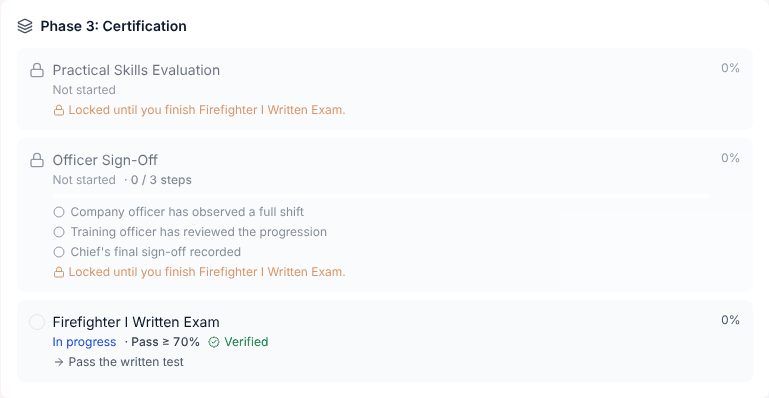 Phase 3: Certification
Practical Skills Evaluation 0%
Not started
Locked until you finish Firefighter I Written Exam.
Officer Sign-Off 0%
Not started · 0 / 3 steps
Company officer has observed a full shift
Training officer has reviewed the progression
Chief's final sign-off recorded
Locked until you finish Firefighter I Written Exam.
Firefighter I Written Exam 0%
In progress · Pass ≥ 70% Verified
→ Pass the written test